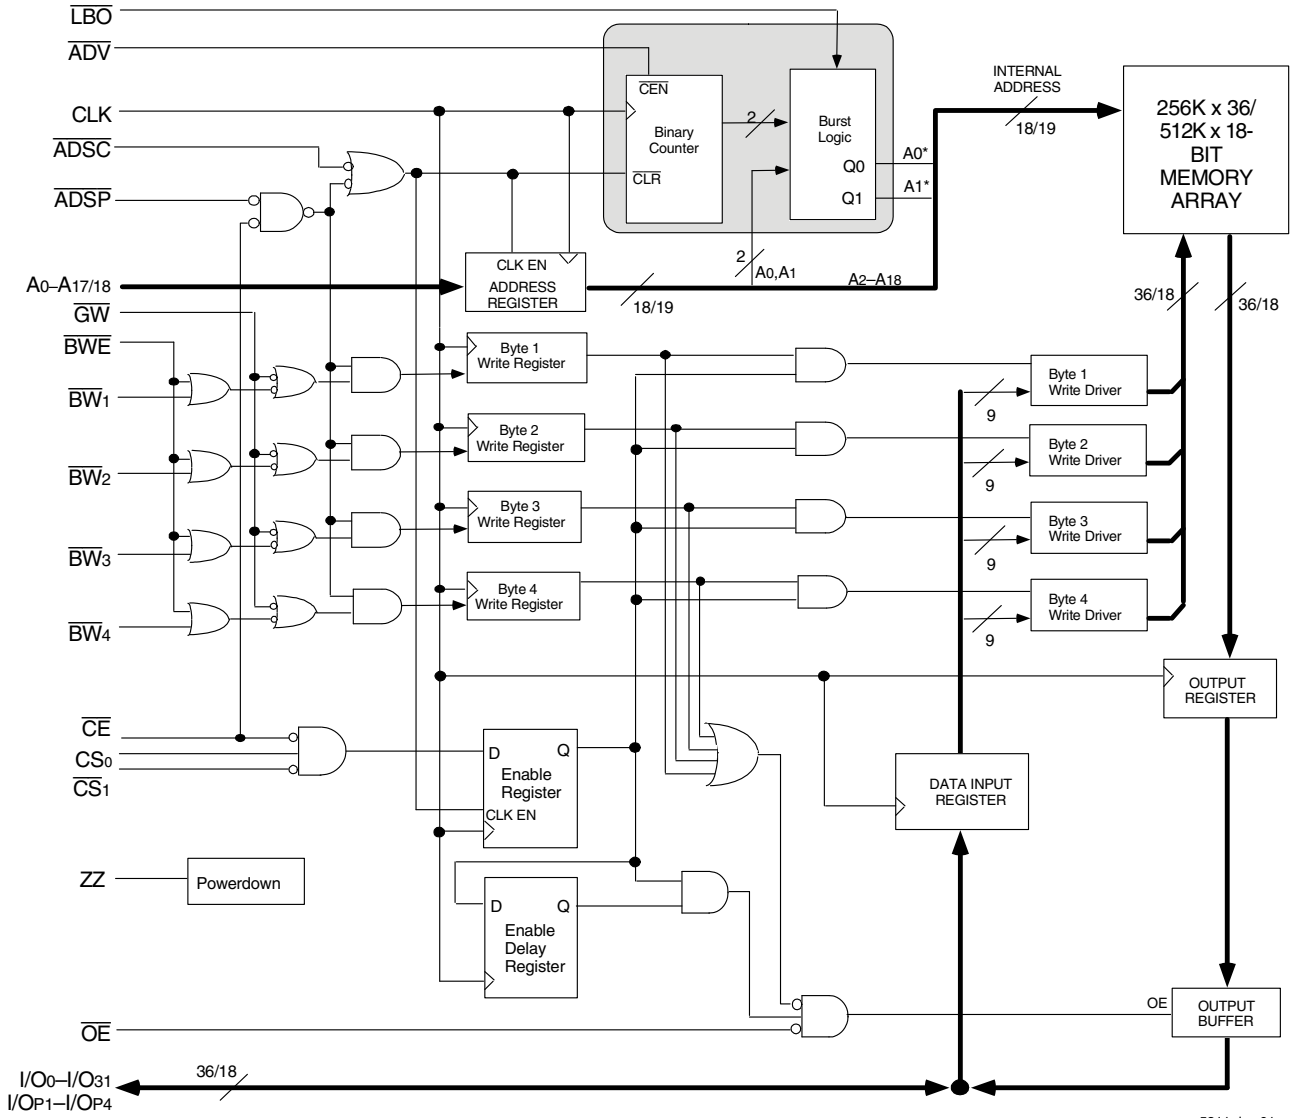 LBO
ADV
CLK
ADSC
ADSP
A0–A17/18
GW
BWE
BW1
BW2
BW3
BW4
CE
CS0
CS1
ZZ
Powerdown
OE
I/O0–I/O31
I/OP1–I/OP4
36/18
CEN
Binary
Counter
CLR
2
Burst
Logic
Q0
Q1
A0*
A1*
2
A0,A1
A2–A18
INTERNAL
ADDRESS
18/19
256K x 36/
512K x 18-
BIT
MEMORY
ARRAY
CLK EN
ADDRESS
REGISTER
18/19
36/18
36/18
Byte 1
Write Register
Byte 2
Write Register
Byte 3
Write Register
Byte 4
Write Register
Byte 1
Write Driver
9
Byte 2
Write Driver
9
Byte 3
Write Driver
9
Byte 4
Write Driver
9
OUTPUT
REGISTER
D
Q
Enable
Register
CLK EN
DATA INPUT
REGISTER
D
Q
Enable
Delay
Register
OE
OUTPUT
BUFFER